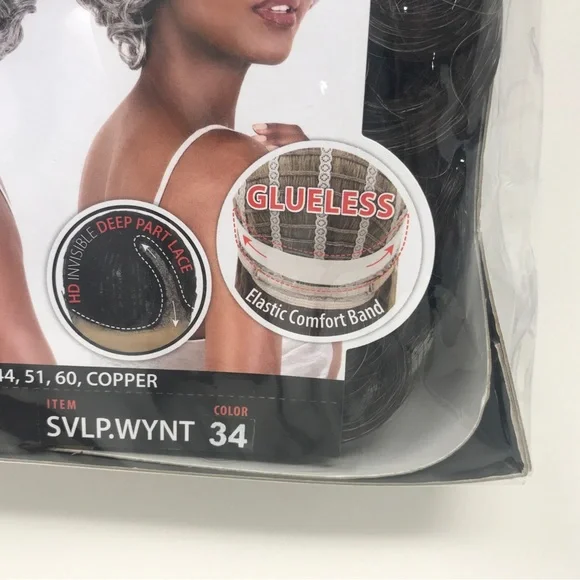 GLUELESS
HD INVISIBLE DEEP PART LACE
Elastic Comfort Band
44, 51, 60, COPPER
ITEM COLOR
SVLP.WYNT 34